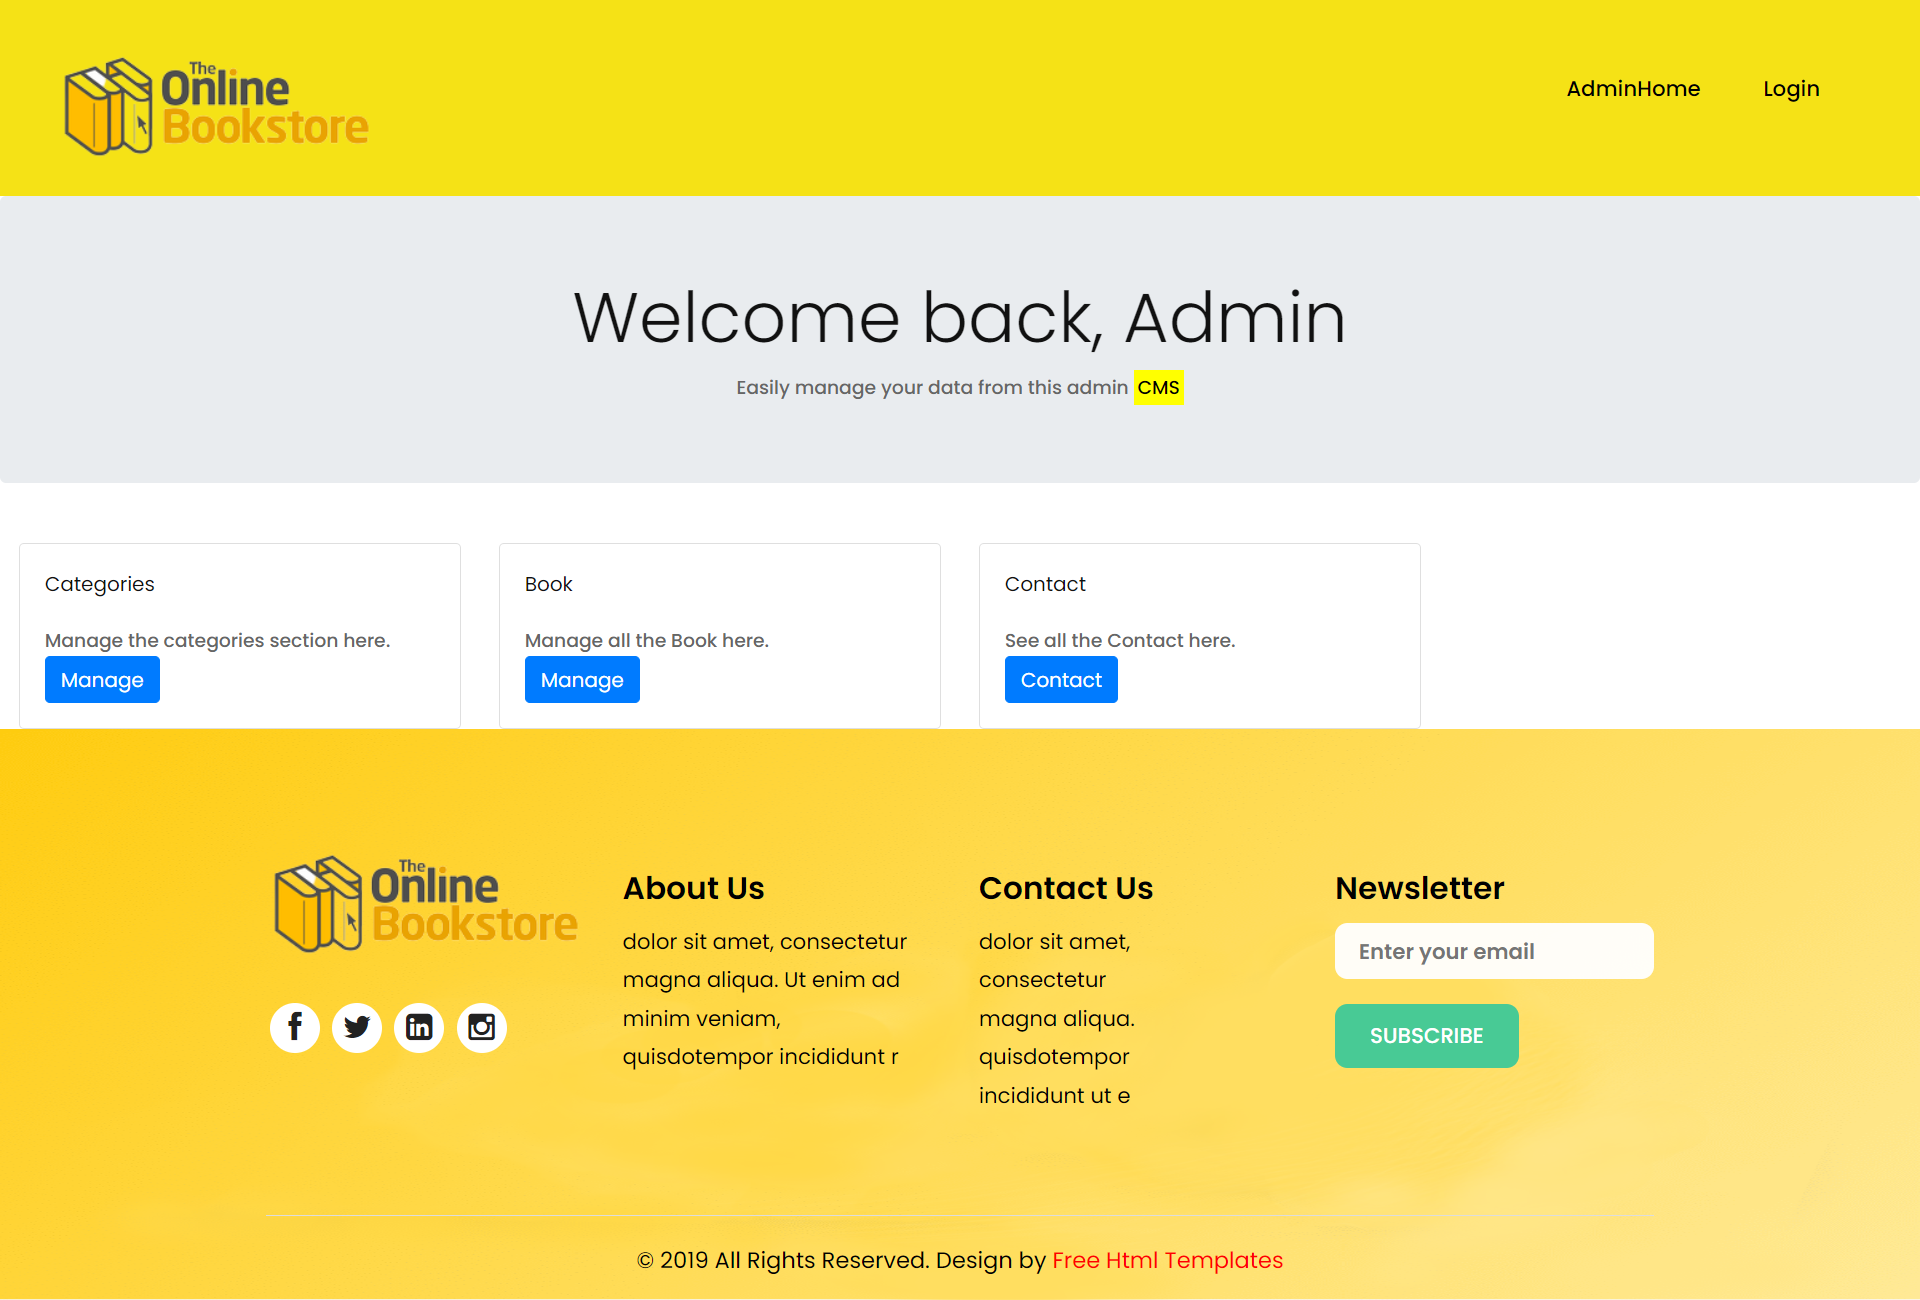 The
Online
Bookstore
AdminHome Login
Welcome back, Admin
Easily manage your data from this admin CMS
Categories
Manage the categories section here.
Manage
Book
Manage all the Book here.
Manage
Contact
See all the Contact here.
Contact
The
Online
Bookstore
About Us
dolor sit amet, consectetur
magna aliqua. Ut enim ad
minim veniam,
quisdotempor incididunt r
Contact Us
dolor sit amet,
consectetur
magna aliqua.
quisdotempor
incididunt ut e
Newsletter
Enter your email
SUBSCRIBE
© 2019 All Rights Reserved. Design by Free Html Templates